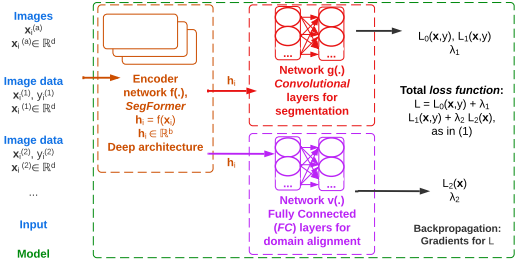 Images
xᵢ⁽ᵃ⁾
xᵢ⁽ᵃ⁾∈ ℝᵈ
Image data
xᵢ⁽¹⁾, yᵢ⁽¹⁾
xᵢ⁽¹⁾∈ ℝᵈ
Image data
xᵢ⁽²⁾, yᵢ⁽²⁾
xᵢ⁽²⁾∈ ℝᵈ
...
Input
Model
Encoder
network f(.),
SegFormer
hᵢ = f(xᵢ)
hᵢ ∈ ℝᵇ
Deep architecture
hᵢ
hᵢ
... ...
Network g(.)
Convolutional
layers for
segmentation
... ...
Network v(.)
Fully Connected
(FC) layers for
domain alignment
L₀(x,y), L₁(x,y)
λ₁
Total loss function:
L = L₀(x,y) + λ₁
L₁(x,y) + λ₂ L₂(x),
as in (1)
L₂(x)
λ₂
Backpropagation:
Gradients for L